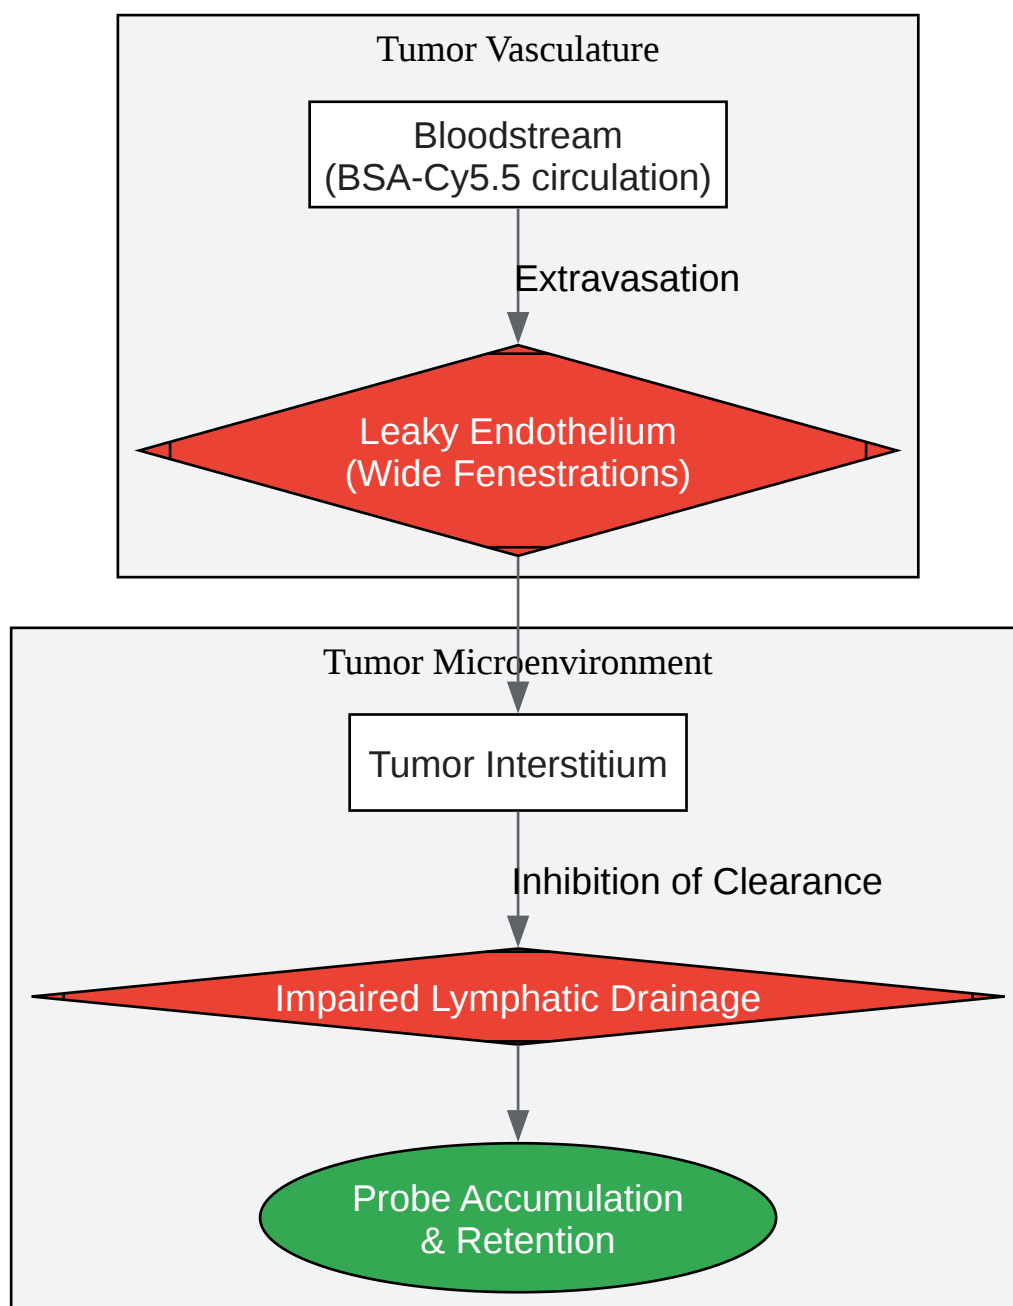 Tumor Vasculature
Bloodstream
(BSA-Cy5.5 circulation)
Extravasation
Leaky Endothelium
(Wide Fenestrations)
Tumor Microenvironment
Tumor Interstitium
Inhibition of Clearance
Impaired Lymphatic Drainage
Probe Accumulation
& Retention